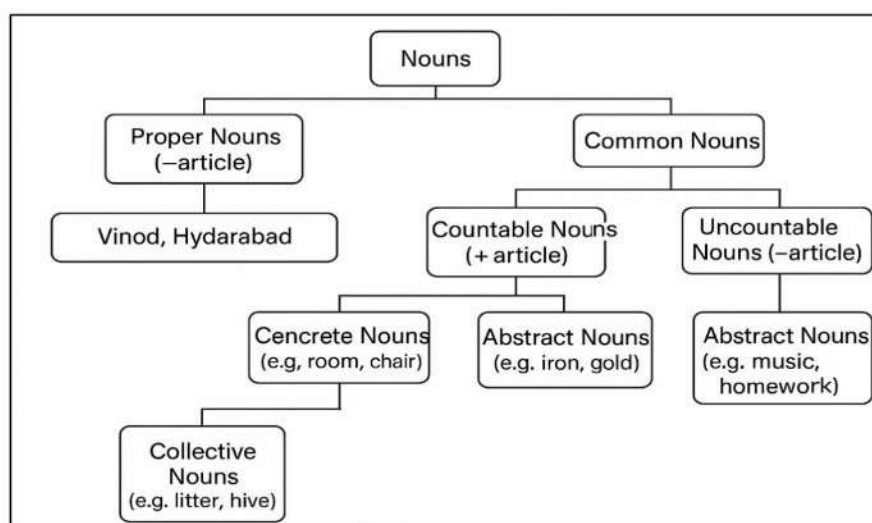 Nouns
Proper Nouns
(–article)
Common Nouns
Vinod, Hydarabad
Countable Nouns
(+ article)
Uncountable
Nouns (–article)
Cencrete Nouns
(e.g, room, chair)
Abstract Nouns
(e.g. iron, gold)
Abstract Nouns
(e.g. music,
homework)
Collective
Nouns
(e.g. litter, hive)